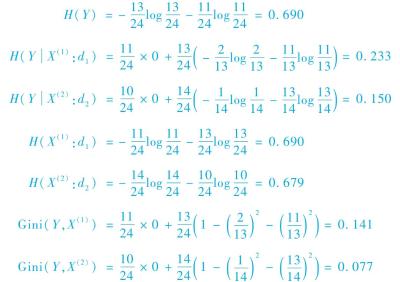 H(Y) = - 13/24 log 13/24 - 11/24 log 11/24 = 0.690
H(Y | X^(1):d₁) = 11/24 × 0 + 13/24 ( - 2/13 log 2/13 - 11/13 log 11/13 ) = 0.233
H(Y | X^(2):d₂) = 10/24 × 0 + 14/24 ( - 1/14 log 1/14 - 13/14 log 13/14 ) = 0.150
H(X^(1):d₁) = - 11/24 log 11/24 - 13/24 log 13/24 = 0.690
H(X^(2):d₂) = - 14/24 log 14/24 - 10/24 log 10/24 = 0.679
Gini(Y,X^(1)) = 11/24 × 0 + 13/24 ( 1 - (2/13)² - (11/13)² ) = 0.141
Gini(Y,X^(2)) = 10/24 × 0 + 14/24 ( 1 - (1/14)² - (13/14)² ) = 0.077